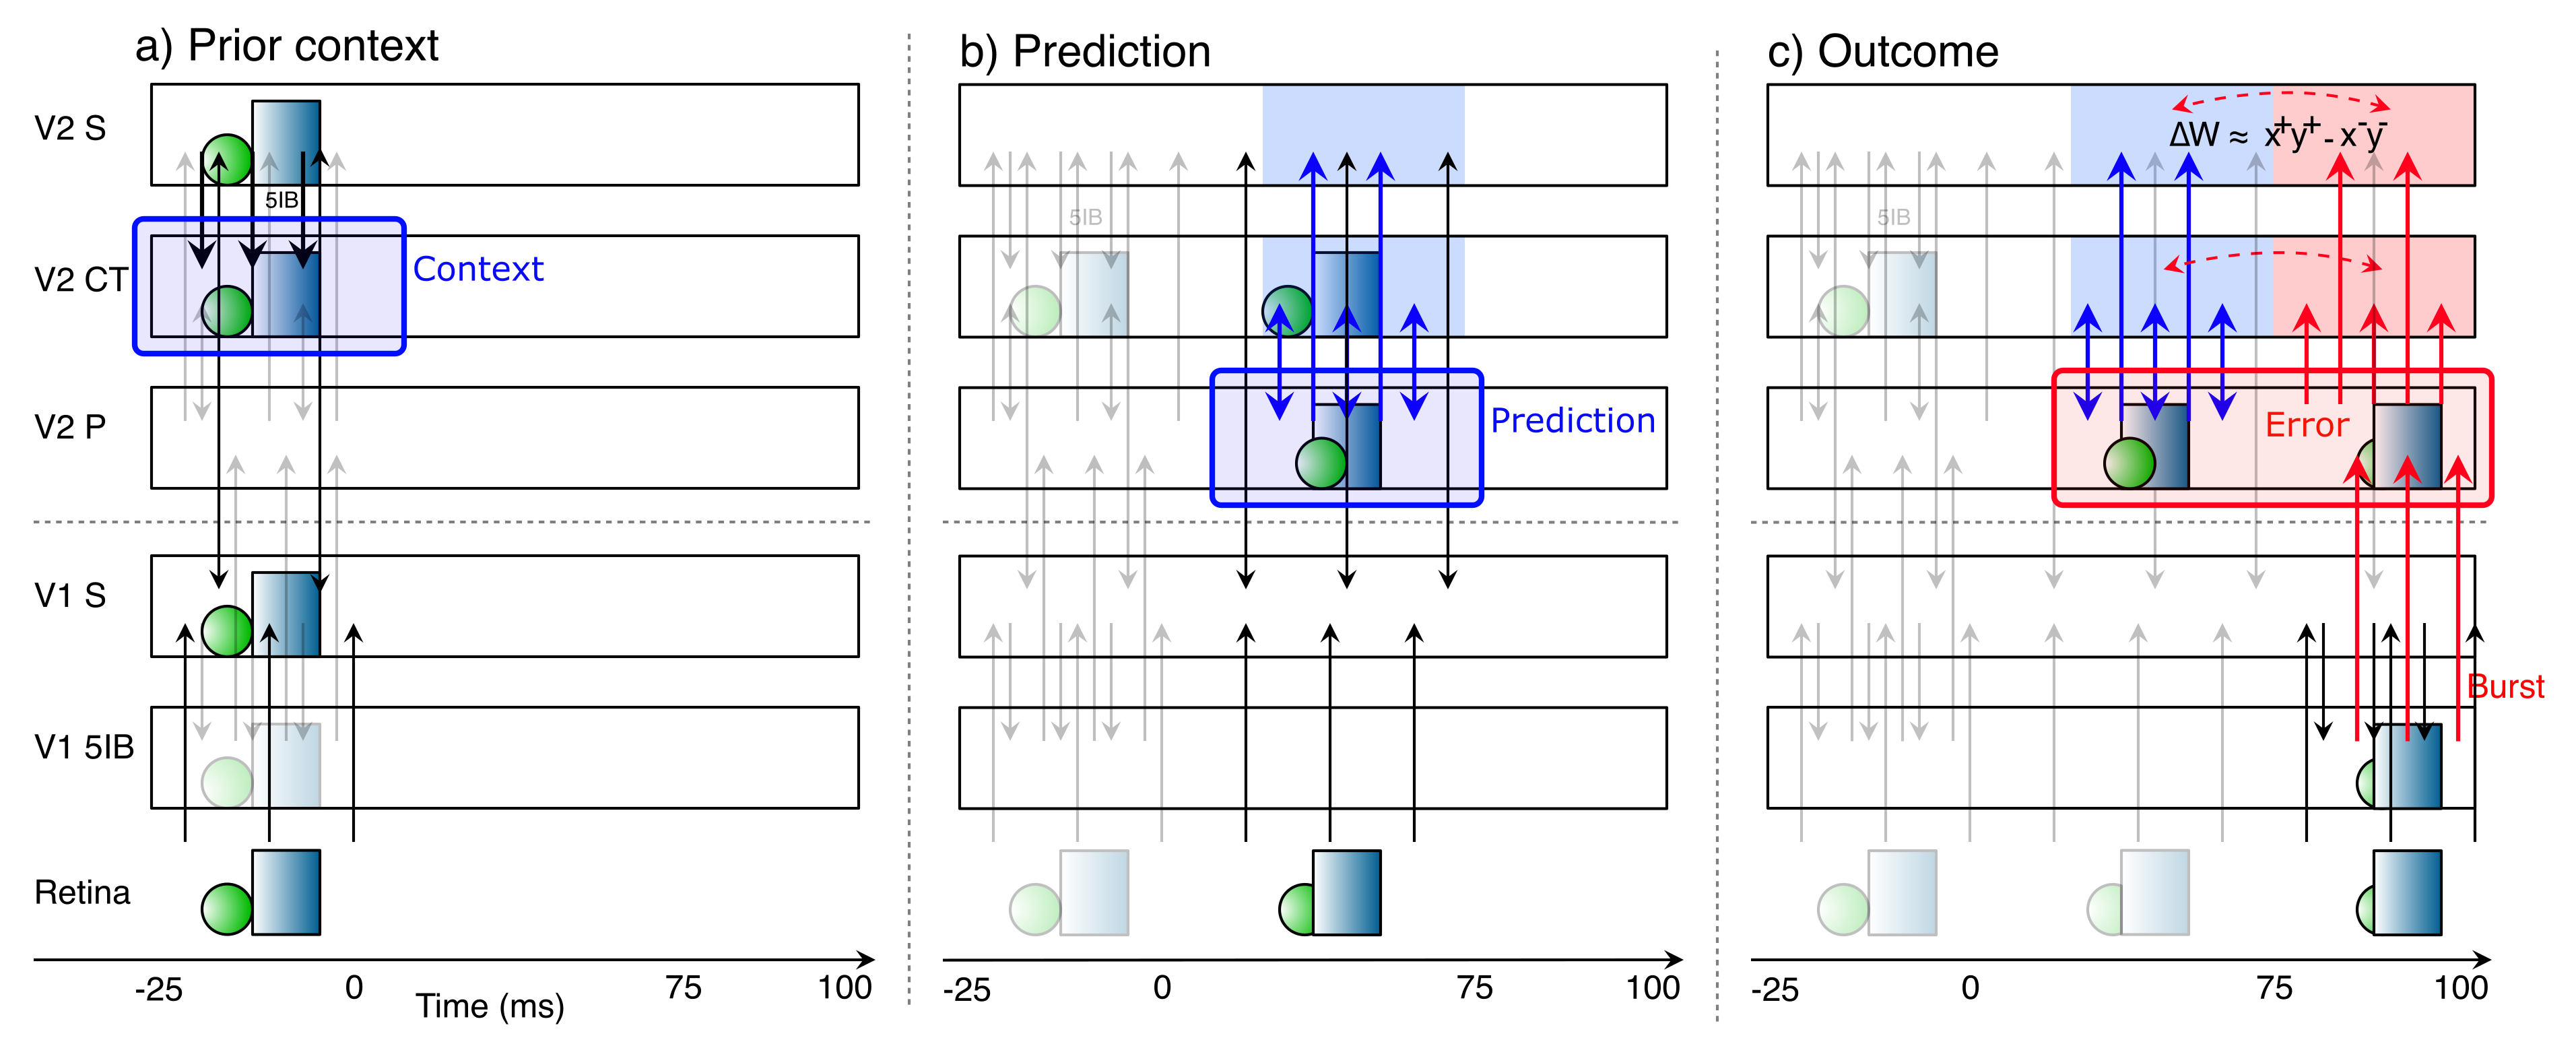 a) Prior context
b) Prediction
c) Outcome
V2 S
V2 CT
V2 P
V1 S
V1 5IB
Retina
5IB
Context
-25
0
75
100
Time (ms)
5IB
Prediction
-25
0
75
100
ΔW ≈ x⁺y⁺ - x⁻y⁻
5IB
Error
Burst
-25
0
75
100